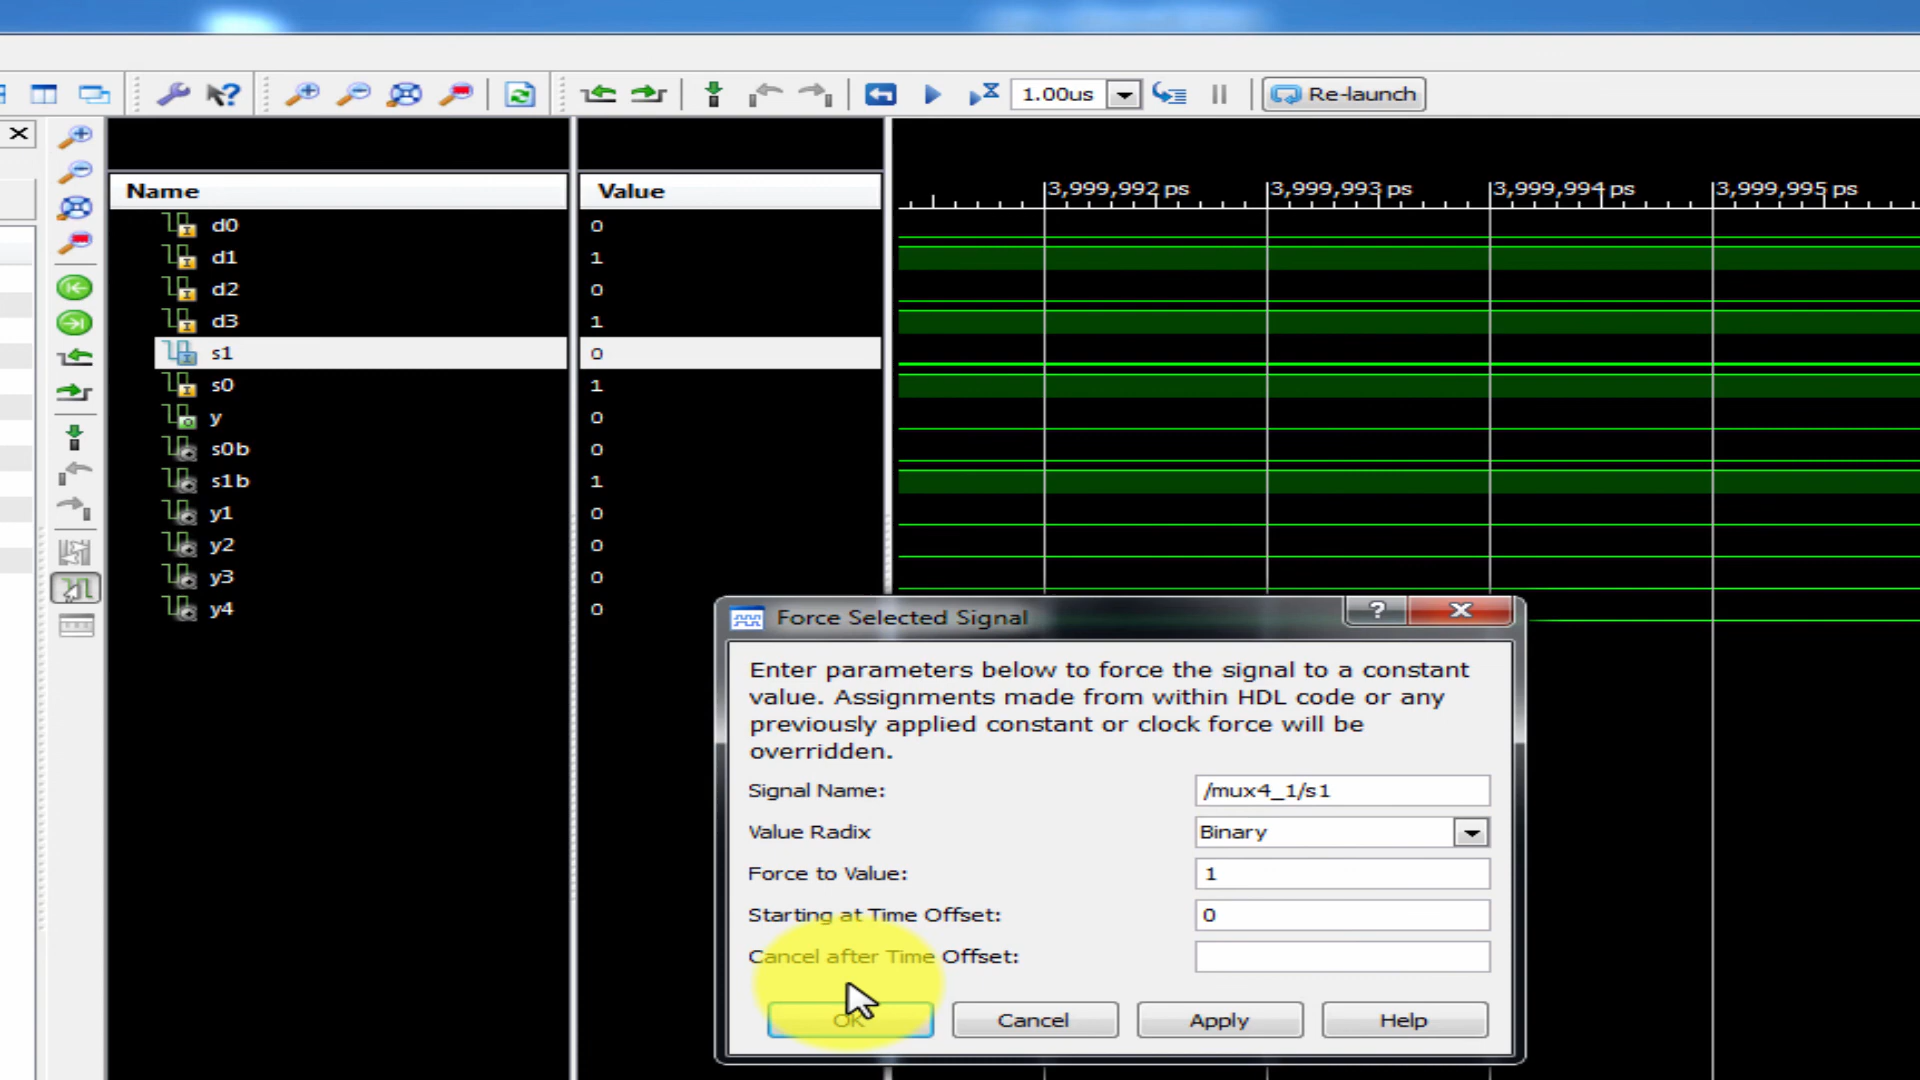 1.00us
Re-launch
Name
Value
3,999,992 ps
3,999,993 ps
3,999,994 ps
3,999,995 ps
d0
0
d1
1
d2
0
d3
1
s1
0
s0
1
y
0
s0b
0
s1b
1
y1
0
y2
0
y3
0
y4
0
Force Selected Signal
Enter parameters below to force the signal to a constant
value. Assignments made from within HDL code or any
previously applied constant or clock force will be
overridden.
Signal Name:
/mux4_1/s1
Value Radix
Binary
Force to Value:
1
Starting at Time Offset:
0
Cancel after Time Offset:
OK
Cancel
Apply
Help